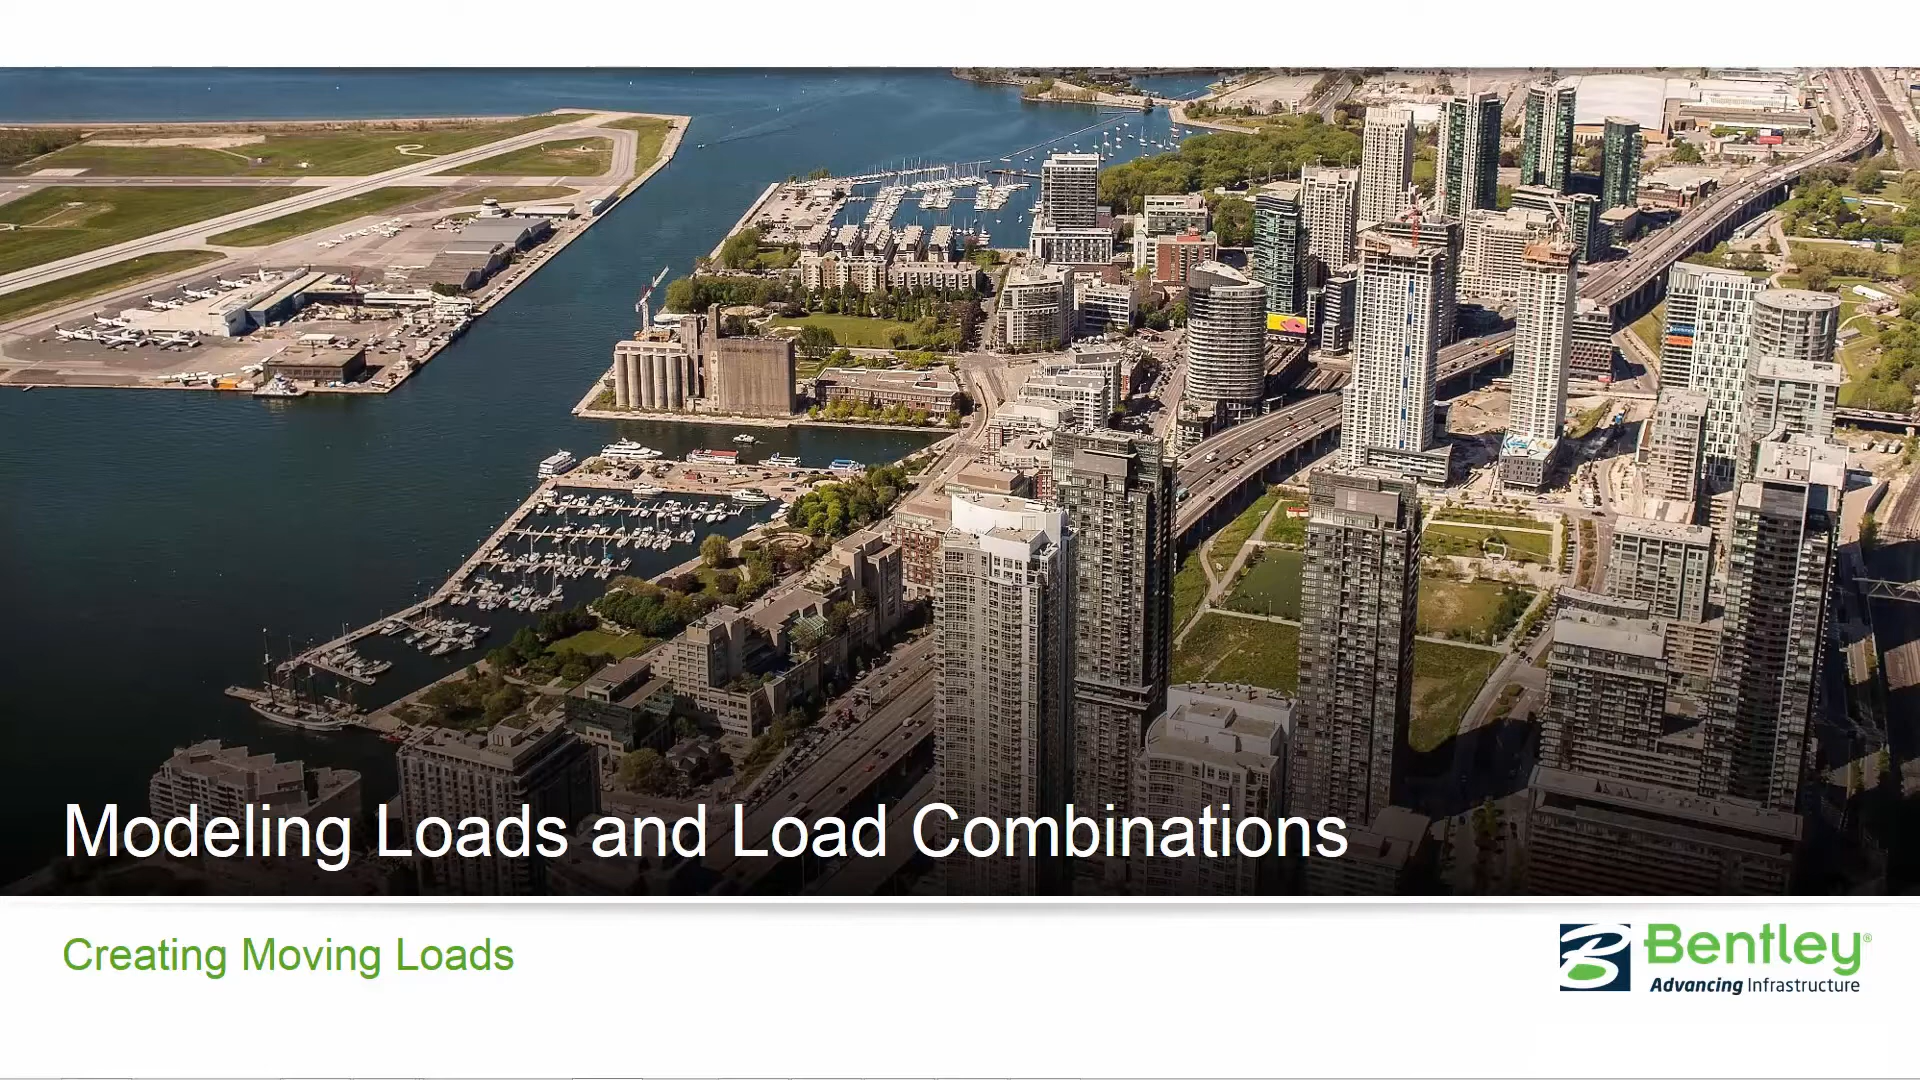 Modeling Loads and Load Combinations
Creating Moving Loads
Bentley®
Advancing Infrastructure